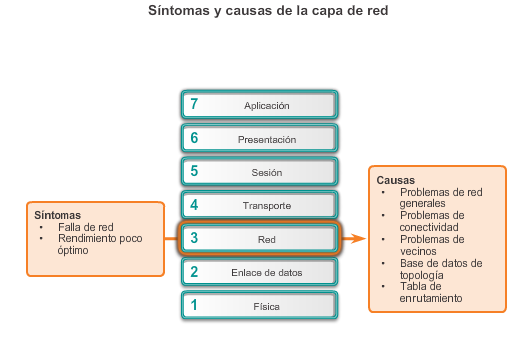 Síntomas y causas de la capa de red
7 Aplicación
6 Presentación
5 Sesión
4 Transporte
3 Red
2 Enlace de datos
1 Física
Síntomas
• Falla de red
• Rendimiento poco
óptimo
Causas
• Problemas de red
generales
• Problemas de
conectividad
• Problemas de
vecinos
• Base de datos de
topología
• Tabla de
enrutamiento